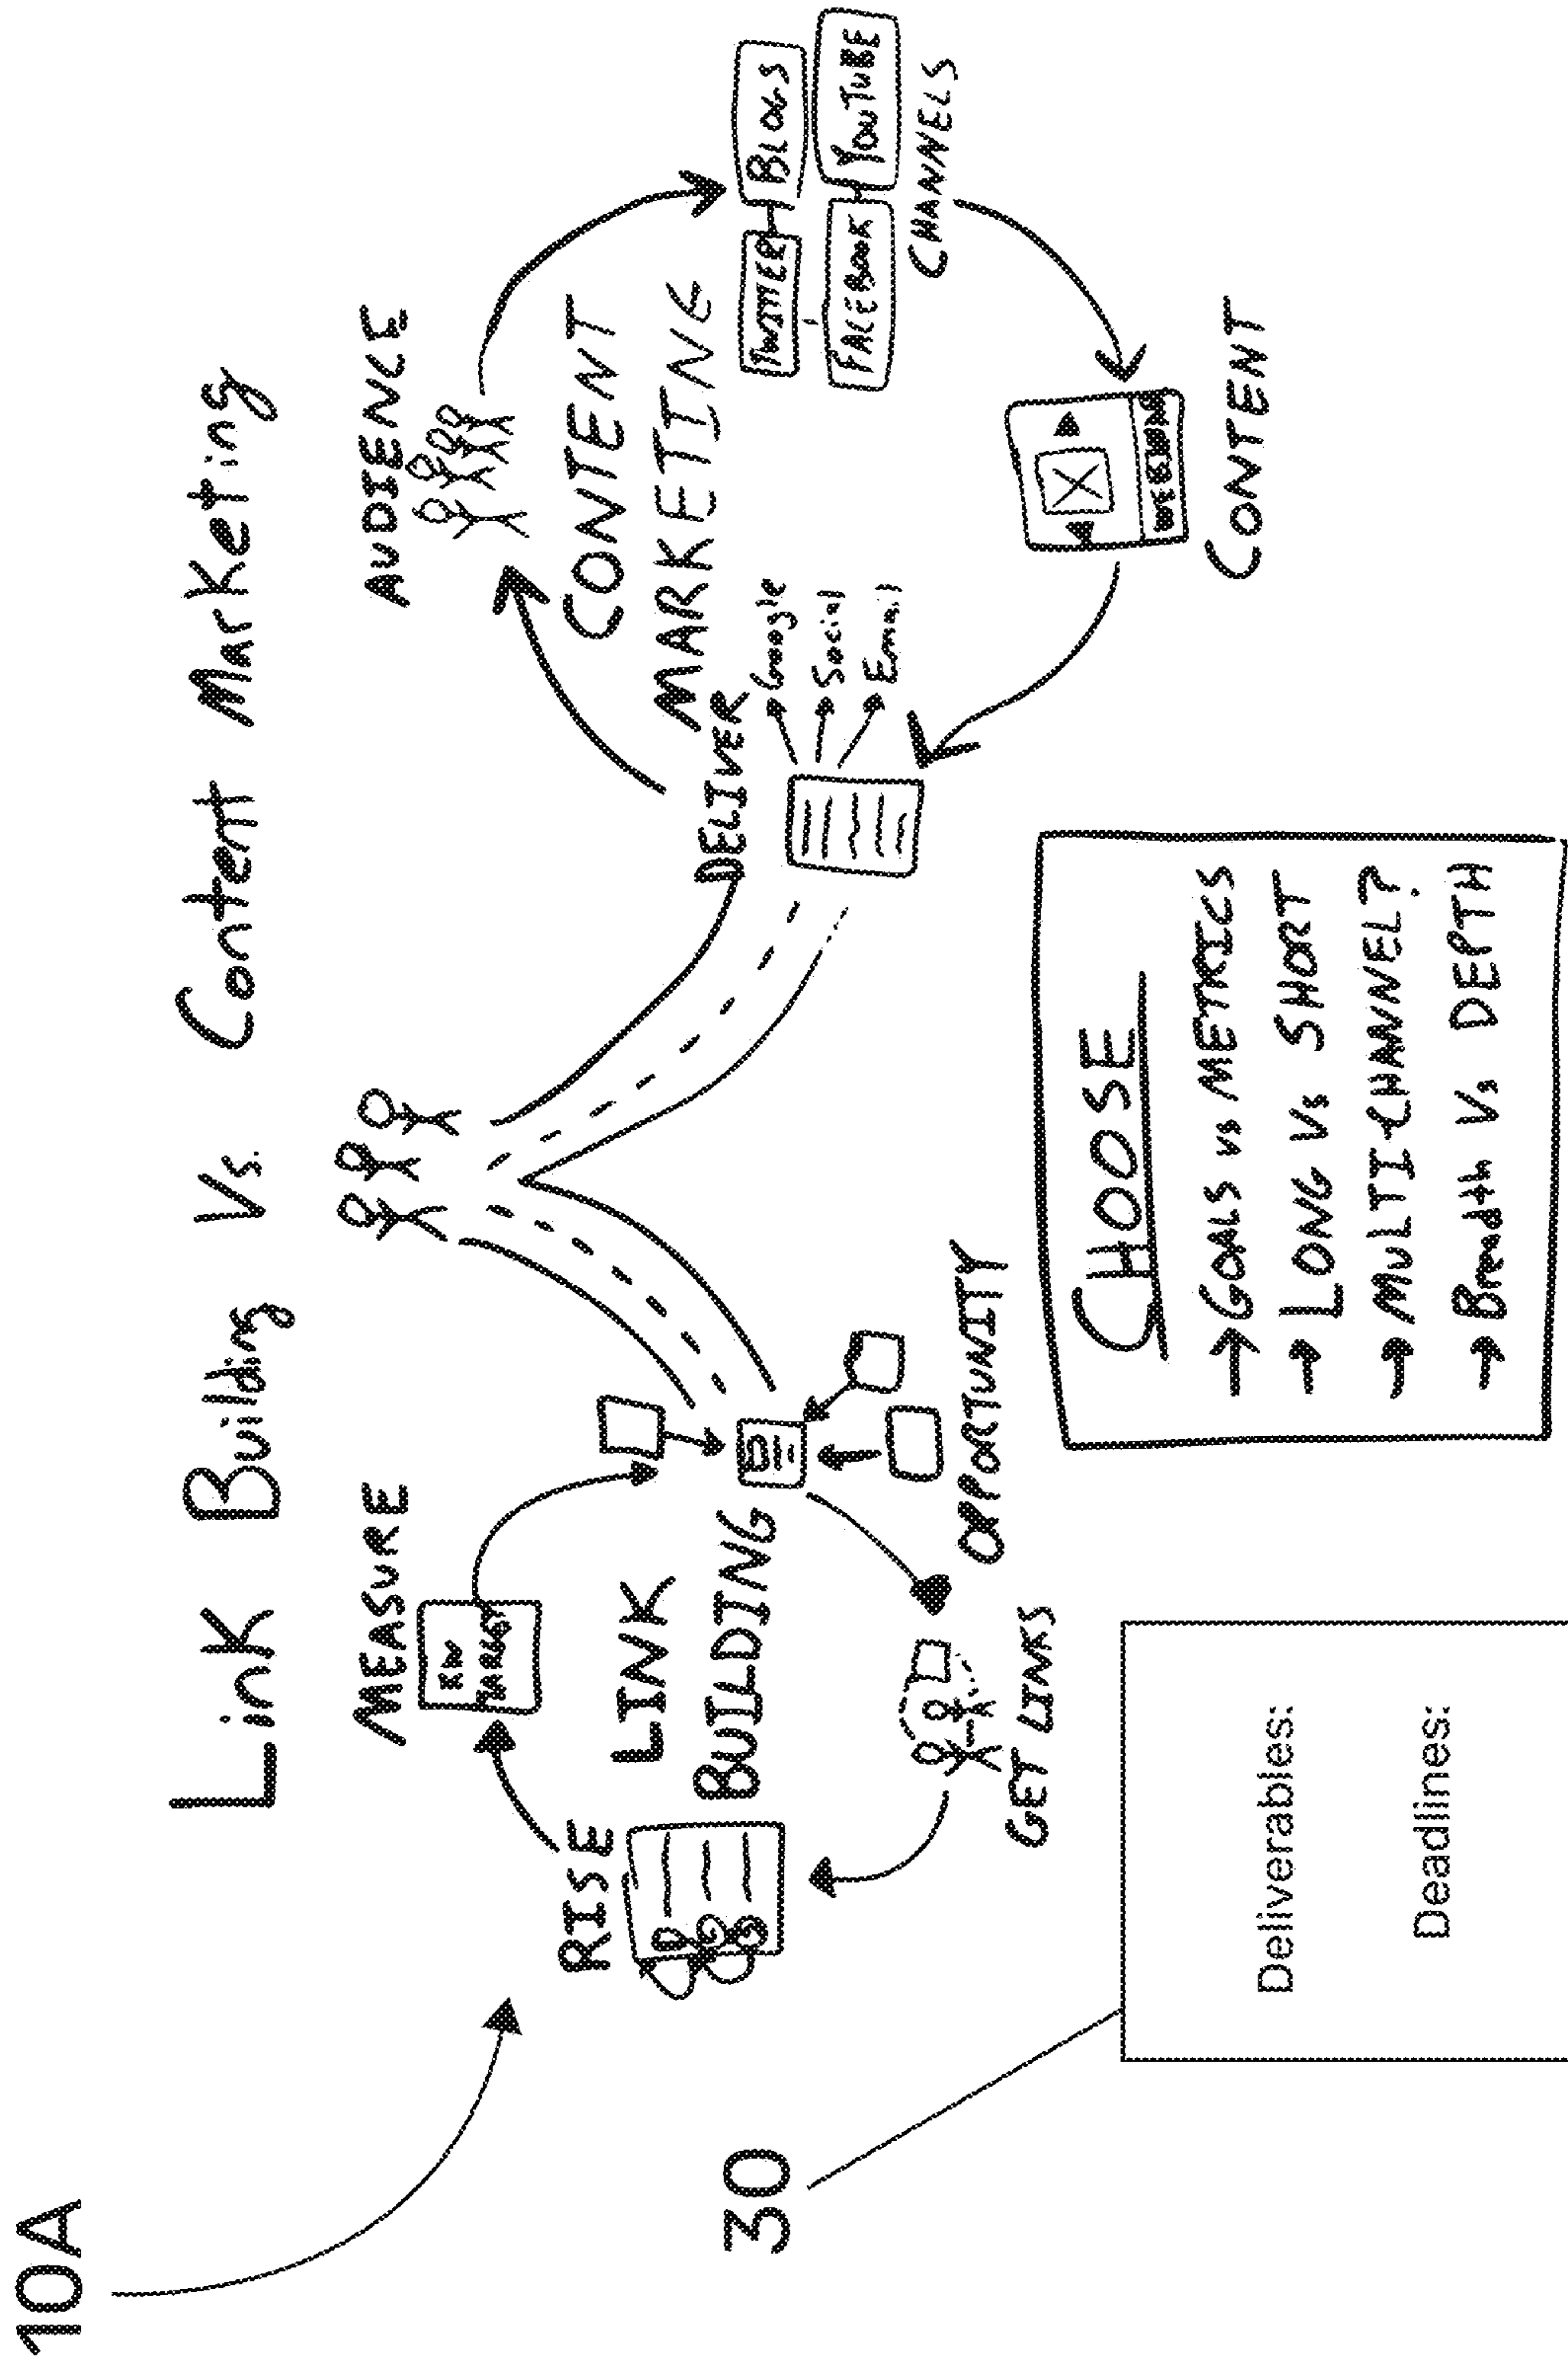 10A
Link Building Vs. Content Marketing
MEASURE
KW
TARGET
RISE
LINK
BUILDING
OPPORTUNITY
GET LINKS
AUDIENCE
CONTENT
MARKETING
DELIVER
Google
Social
Email
TWITTER
BLOGS
FACEBOOK
YOUTUBE
CHANNELS
CONTENT
CHOOSE
→ GOALS vs METRICS
→ LONG Vs SHORT
→ MULTI-CHANNEL?
→ Breadth Vs DEPTH
30
Deliverables:
Deadlines: